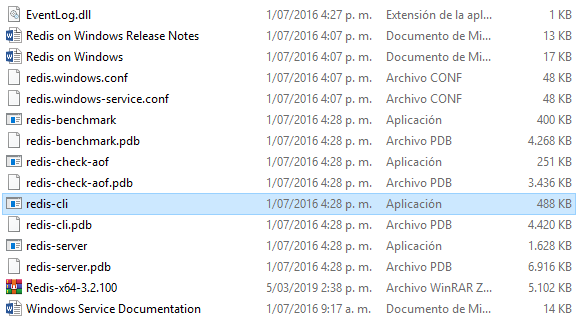 EventLog.dll 1/07/2016 4:27 p. m. Extensión de la apl... 1 KB
Redis on Windows Release Notes 1/07/2016 4:27 p. m. Documento de Mi... 13 KB
Redis on Windows 1/07/2016 4:27 p. m. Documento de Mi... 17 KB
redis.windows.conf 1/07/2016 4:27 p. m. Archivo CONF 48 KB
redis.windows-service.conf 1/07/2016 4:27 p. m. Archivo CONF 48 KB
redis-benchmark 1/07/2016 4:28 p. m. Aplicación 400 KB
redis-benchmark.pdb 1/07/2016 4:28 p. m. Archivo PDB 4.268 KB
redis-check-aof 1/07/2016 4:28 p. m. Aplicación 251 KB
redis-check-aof.pdb 1/07/2016 4:28 p. m. Archivo PDB 3.436 KB
redis-cli 1/07/2016 4:28 p. m. Aplicación 488 KB
redis-cli.pdb 1/07/2016 4:28 p. m. Archivo PDB 4.420 KB
redis-server 1/07/2016 4:28 p. m. Aplicación 1.628 KB
redis-server.pdb 1/07/2016 4:28 p. m. Archivo PDB 6.916 KB
Redis-x64-3.2.100 5/03/2019 2:38 p. m. Archivo WinRAR Z... 5.102 KB
Windows Service Documentation 1/07/2016 9:17 a. m. Documento de Mi... 14 KB